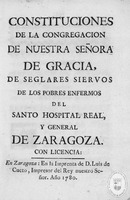 CONSTITUCIONES
DE LA CONGREGACION
DE NUESTRA SEÑORA
DE GRACIA,
DE SEGLARES SIERVOS
DE LOS POBRES ENFERMOS
DEL
SANTO HOSPITAL REAL,
Y GENERAL
DE ZARAGOZA.
CON LICENCIA:
En Zaragoza: En la Imprenta de D. Luis de
Cueto, Impresor del Rey nuestro Se-
ñor. Año 1780.